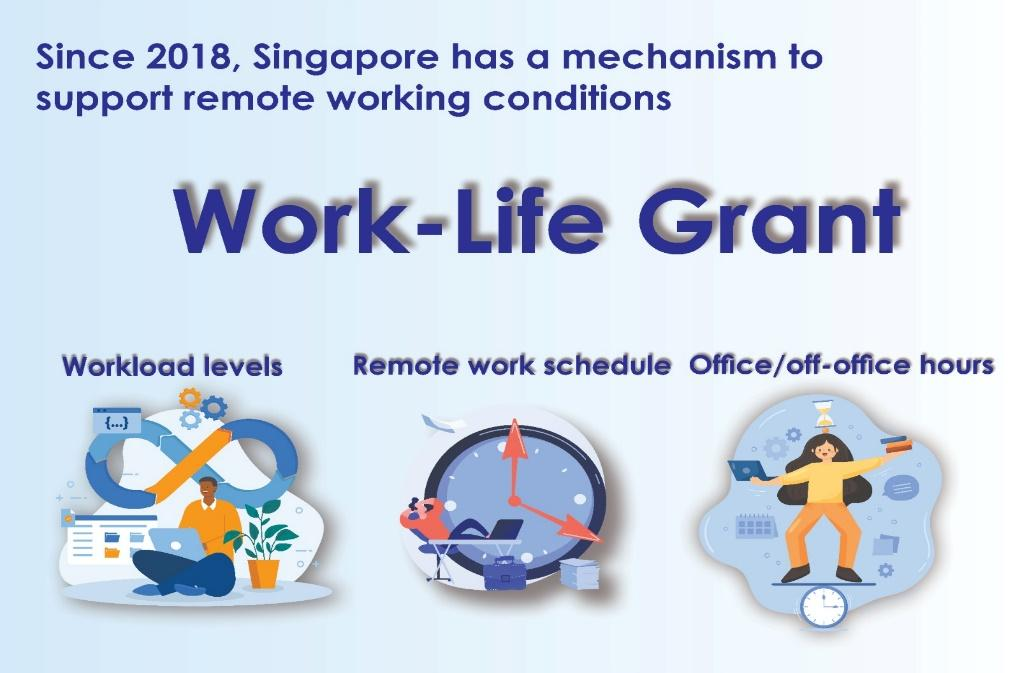 Since 2018, Singapore has a mechanism to
support remote working conditions
Work-Life Grant
Workload levels
Remote work schedule
Office/off-office hours
{...}